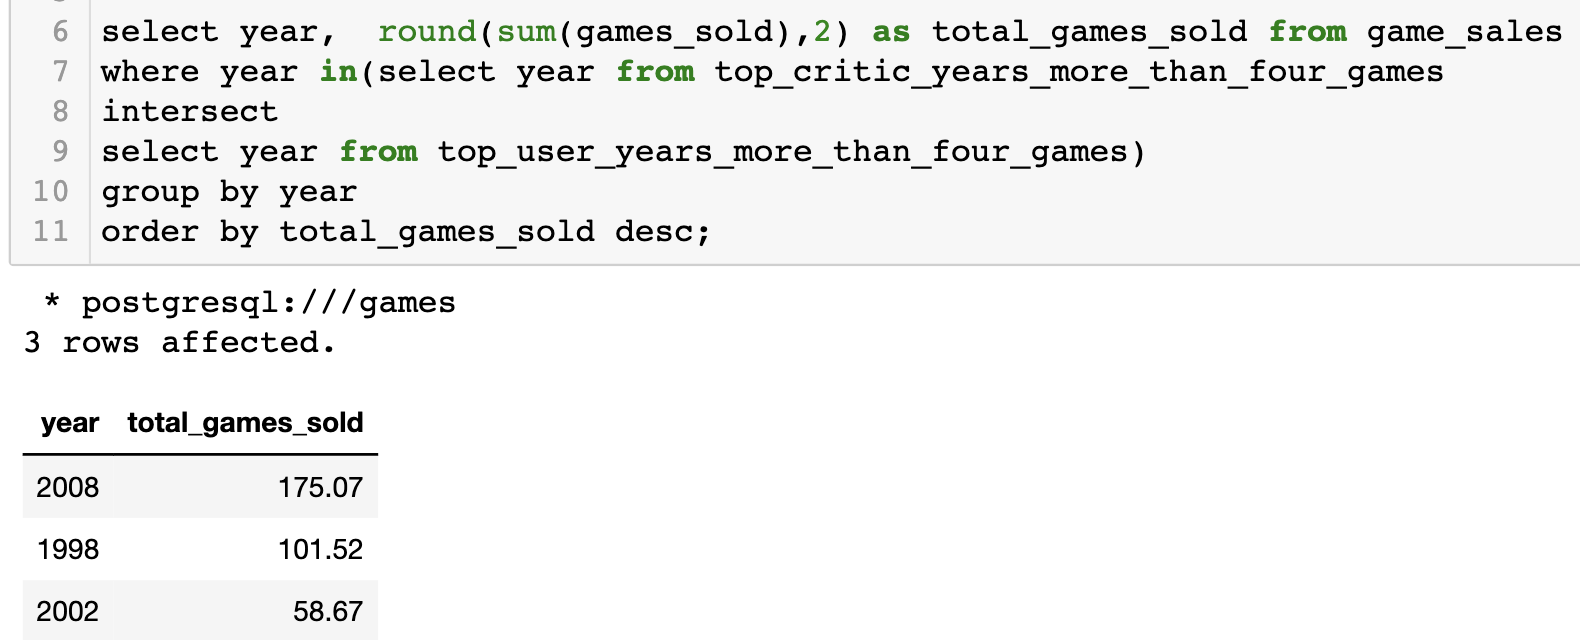 6 select year,  round(sum(games_sold),2) as total_games_sold from game_sales
7 where year in(select year from top_critic_years_more_than_four_games
8 intersect
9 select year from top_user_years_more_than_four_games)
10 group by year
11 order by total_games_sold desc;
* postgresql:///games
3 rows affected.
year total_games_sold
2008 175.07
1998 101.52
2002 58.67